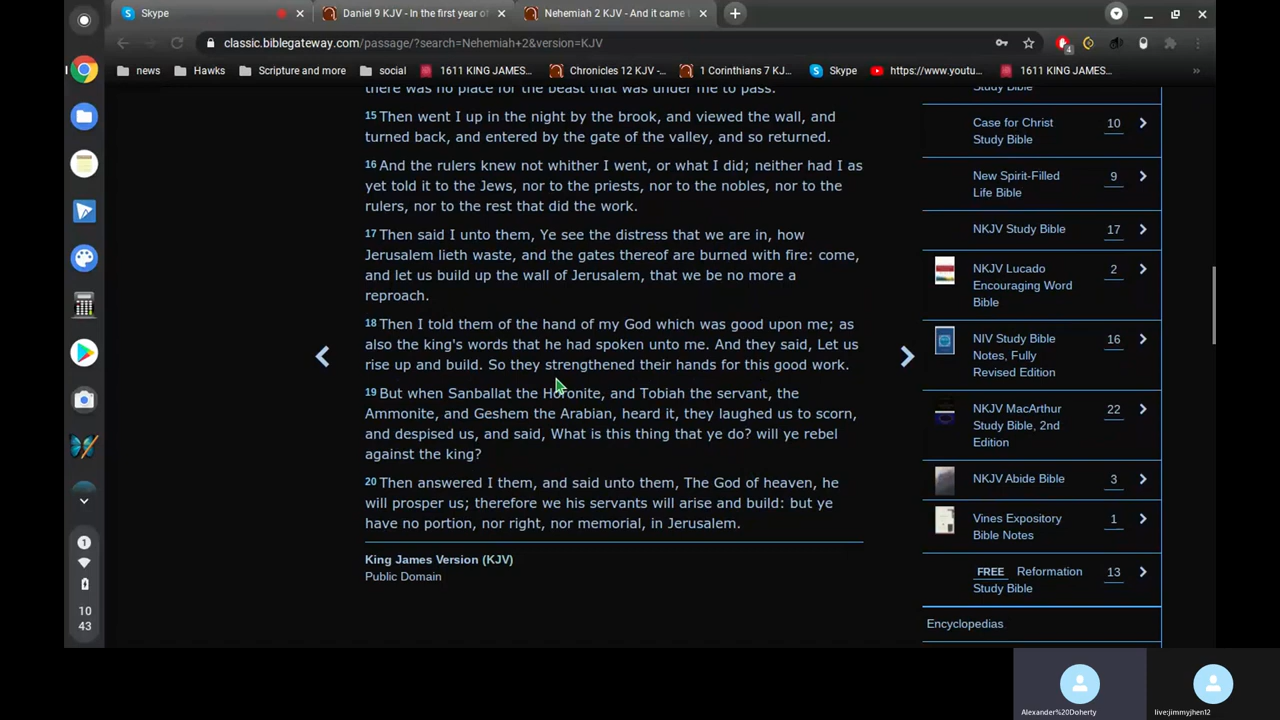 Skype
Daniel 9 KJV - In the first year of
Nehemiah 2 KJV - And it came t
classic.biblegateway.com/passage/?search=Nehemiah+2&version=KJV
4
news
Hawks
Scripture and more
social
1611 KING JAMES...
Chronicles 12 KJV -...
1 Corinthians 7 KJ...
Skype
https://www.youtu...
1611 KING JAMES...
»
there was no place for the beast that was under me to pass.
15 Then went I up in the night by the brook, and viewed the wall, and
turned back, and entered by the gate of the valley, and so returned.
16 And the rulers knew not whither I went, or what I did; neither had I as
yet told it to the Jews, nor to the priests, nor to the nobles, nor to the
rulers, nor to the rest that did the work.
17 Then said I unto them, Ye see the distress that we are in, how
Jerusalem lieth waste, and the gates thereof are burned with fire: come,
and let us build up the wall of Jerusalem, that we be no more a
reproach.
18 Then I told them of the hand of my God which was good upon me; as
also the king's words that he had spoken unto me. And they said, Let us
rise up and build. So they strengthened their hands for this good work.
19 But when Sanballat the Horonite, and Tobiah the servant, the
Ammonite, and Geshem the Arabian, heard it, they laughed us to scorn,
and despised us, and said, What is this thing that ye do? will ye rebel
against the king?
20 Then answered I them, and said unto them, The God of heaven, he
will prosper us; therefore we his servants will arise and build: but ye
have no portion, nor right, nor memorial, in Jerusalem.
King James Version (KJV)
Public Domain
Study Bible
Case for Christ
Study Bible
10
New Spirit-Filled
Life Bible
9
NKJV Study Bible
17
NKJV Lucado
Encouraging Word
Bible
2
NIV Study Bible
Notes, Fully
Revised Edition
16
NKJV MacArthur
Study Bible, 2nd
Edition
22
NKJV Abide Bible
3
Vines Expository
Bible Notes
1
FREE Reformation
Study Bible
13
Encyclopedias
1
10
43
Alexander%20Doherty
live:jimmyjhen12